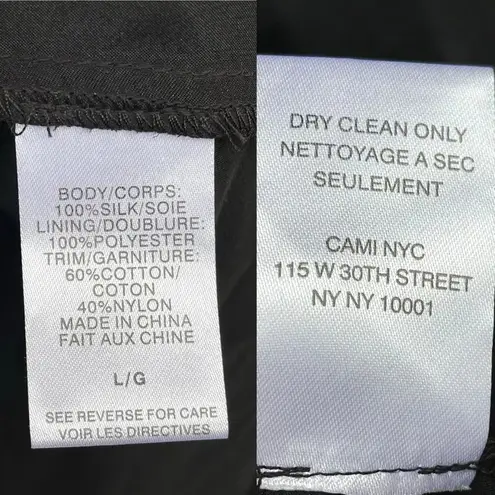 BODY/CORPS:
100%SILK/SOIE
LINING/DOUBLURE:
100%POLYESTER
TRIM/GARNITURE:
60%COTTON/
COTON
40%NYLON
MADE IN CHINA
FAIT AUX CHINE
L/G
SEE REVERSE FOR CARE
VOIR LES DIRECTIVES
DRY CLEAN ONLY
NETTOYAGE A SEC
SEULEMENT
CAMI NYC
115 W 30TH STREET
NY NY 10001